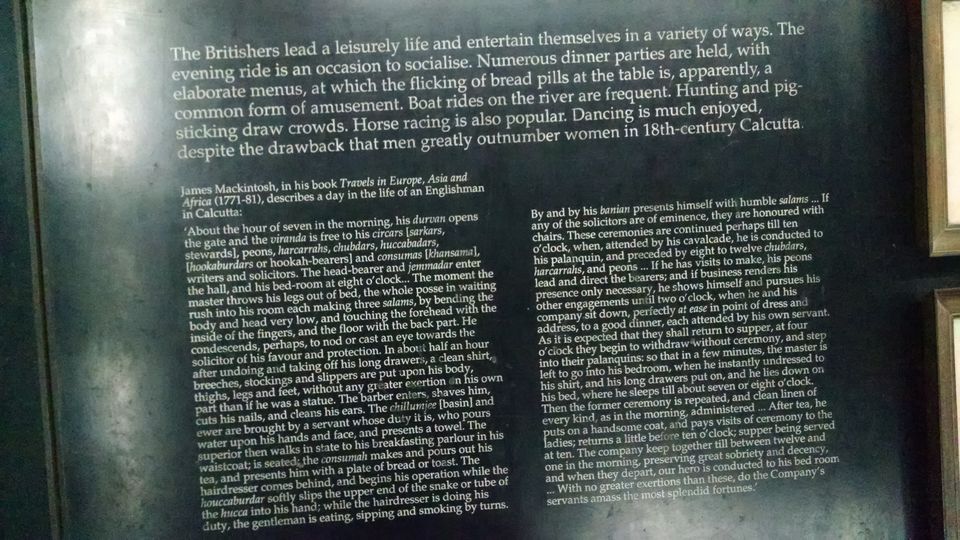 The Britishers lead a leisurely life and entertain themselves in a variety of ways. The
evening ride is an occasion to socialise. Numerous dinner parties are held, with
elaborate menus, at which the flicking of bread pills at the table is, apparently, a
common form of amusement. Boat rides on the river are frequent. Hunting and pig-
sticking draw crowds. Horse racing is also popular. Dancing is much enjoyed,
despite the drawback that men greatly outnumber women in 18th-century Calcutta.
James Mackintosh, in his book Travels in Europe, Asia and
Africa (1771-81), describes a day in the life of an Englishman
in Calcutta:
'About the hour of seven in the morning, his durvan opens
the gate and the viranda is free to his circars [sarkars,
stewards], peons, harcarrahs, chubdars, huccabadars,
[hookaburdars or hookah-bearers] and consumas [khansama],
writers and solicitors. The head-bearer and jemmadar enter
the hall, and his bed-room at eight o'clock... The moment the
master throws his legs out of bed, the whole posse in waiting
rush into his room each making three salams, by bending the
body and head very low, and touching the forehead with the
inside of the fingers, and the floor with the back part. He
condescends, perhaps, to nod or cast an eye towards the
solicitor of his favour and protection. In about half an hour
after undoing and taking off his long drawers, a clean shirt,
breeches, stockings and slippers are put upon his body,
thighs, legs and feet, without any greater exertion on his own
part than if he was a statue. The barber enters, shaves him,
cuts his nails, and cleans his ears. The chillumjee [basin] and
ewer are brought by a servant whose duty it is, who pours
water upon his hands and face, and presents a towel. The
superior then walks in state to his breakfasting parlour in his
waistcoat; is seated; the consumah makes and pours out his
tea, and presents him with a plate of bread or toast. The
hairdresser comes behind, and begins his operation while the
houccaburdar softly slips the upper end of the snake or tube of
the hucca into his hand; while the hairdresser is doing his
duty, the gentleman is eating, sipping and smoking by turns.
By and by his banian presents himself with humble salams ... If
any of the solicitors are of eminence, they are honoured with
chairs. These ceremonies are continued perhaps till ten
o'clock, when, attended by his cavalcade, he is conducted to
his palanquin, and preceded by eight to twelve chubdars,
harcarrahs, and peons ... If he has visits to make, his peons
lead and direct the bearers; and if business renders his
presence only necessary, he shows himself and pursues his
other engagements until two o'clock, when he and his
company sit down, perfectly at ease in point of dress and
address, to a good dinner, each attended by his own servant.
As it is expected that they shall return to supper, at four
o'clock they begin to withdraw without ceremony, and step
into their palanquins: so that in a few minutes, the master is
left to go into his bedroom, when he instantly undressed to
his shirt, and his long drawers put on, and he lies down on
his bed, where he sleeps till about seven or eight o'clock.
Then the former ceremony is repeated, and clean linen of
every kind, as in the morning, administered ... After tea, he
puts on a handsome coat, and pays visits of ceremony to the
ladies; returns a little before ten o'clock; supper being served
at ten. The company keep together till between twelve and
one in the morning, preserving great sobriety and decency,
and when they depart, our hero is conducted to his bed room
... With no greater exertions than these, do the Company's
servants amass the most splendid fortunes.'